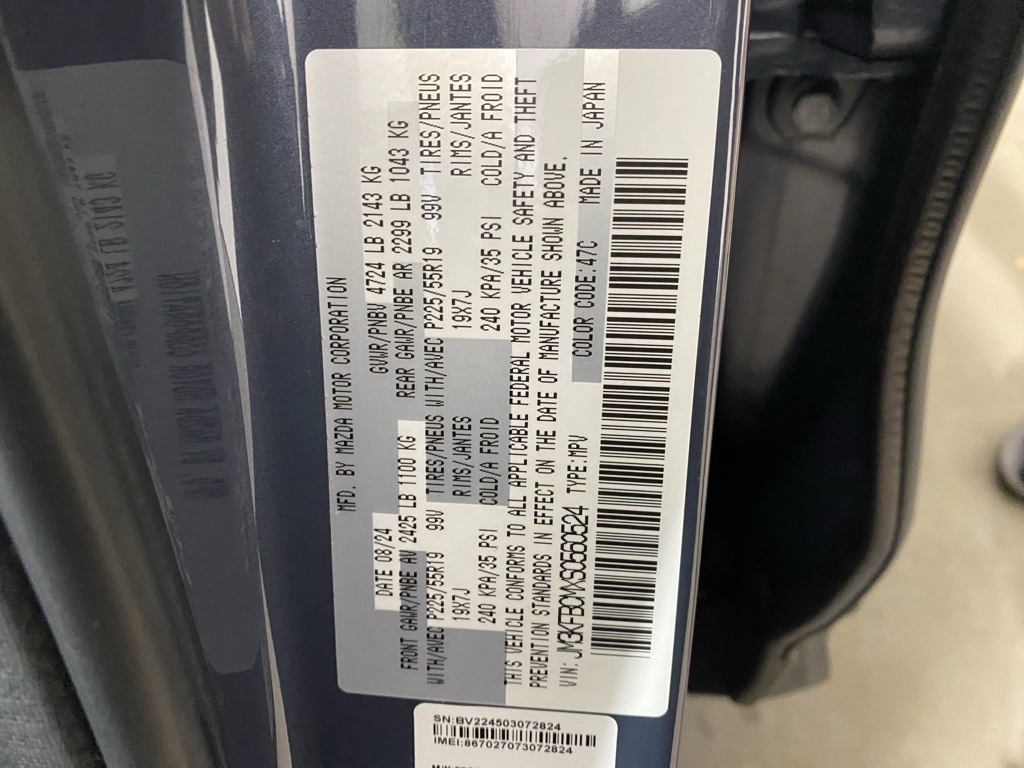 MFD. BY MAZDA MOTOR CORPORATION
DATE 08/24 GVWR/PNBV 4724 LB 2143 KG
FRONT GAWR/PNBE AV 2425 LB 1100 KG REAR GAWR/PNBE AR 2299 LB 1043 KG
WITH/AVEC P225/55R19 99V TIRES/PNEUS WITH/AVEC P225/55R19 99V TIRES/PNEUS
19X7J RIMS/JANTES 19X7J RIMS/JANTES
240 KPA/35 PSI COLD/A FROID 240 KPA/35 PSI COLD/A FROID
THIS VEHICLE CONFORMS TO ALL APPLICABLE FEDERAL MOTOR VEHICLE SAFETY AND THEFT
PREVENTION STANDARDS IN EFFECT ON THE DATE OF MANUFACTURE SHOWN ABOVE.
VIN: JM3KFBCMXS0560524 TYPE:MPV COLOR CODE:47C MADE IN JAPAN
SN:BV224503072824
IMEI:867027073072824